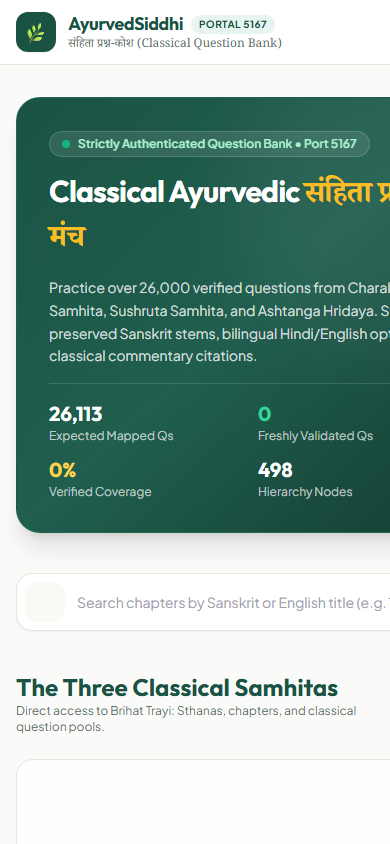 AyurvedSiddhi PORTAL 5167
संहिता प्रश्न-कोश (Classical Question Bank)
Strictly Authenticated Question Bank • Port 5167
Classical Ayurvedic संहिता
मंच
Practice over 26,000 verified questions from
Samhita, Sushruta Samhita, and Ashtanga Hridaya.
preserved Sanskrit stems, bilingual Hindi/English
classical commentary citations.
26,113
Expected Mapped Qs
0
Freshly Validated Qs
0%
Verified Coverage
498
Hierarchy Nodes
Search chapters by Sanskrit or English title (e.g.
The Three Classical Samhitas
Direct access to Brihat Trayi: Sthanas, chapters, and classical
question pools.